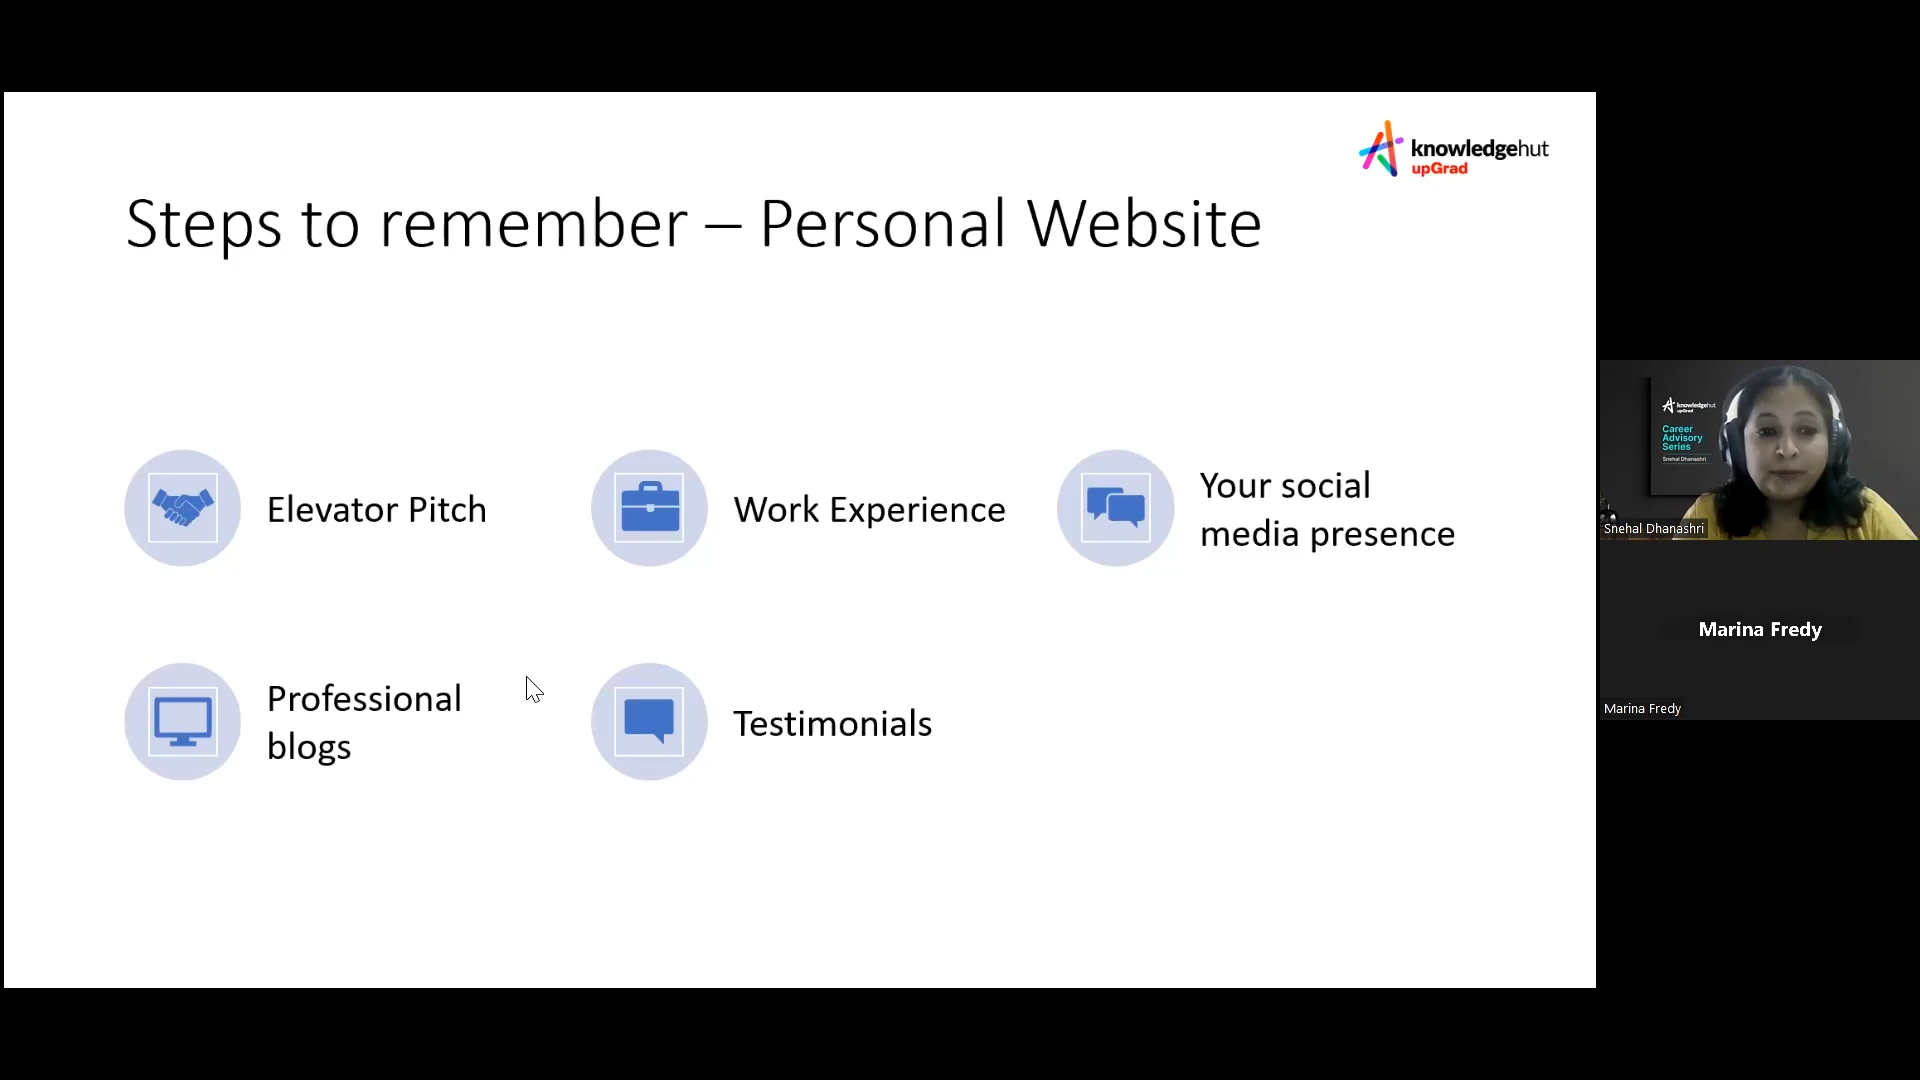 knowledgehut
upGrad
Steps to remember – Personal Website
Elevator Pitch
Work Experience
Your social
media presence
Professional
blogs
Testimonials
knowledgehut
upGrad
Career
Advisory
Series
Snehal Dhanashri
Snehal Dhanashri
Marina Fredy
Marina Fredy